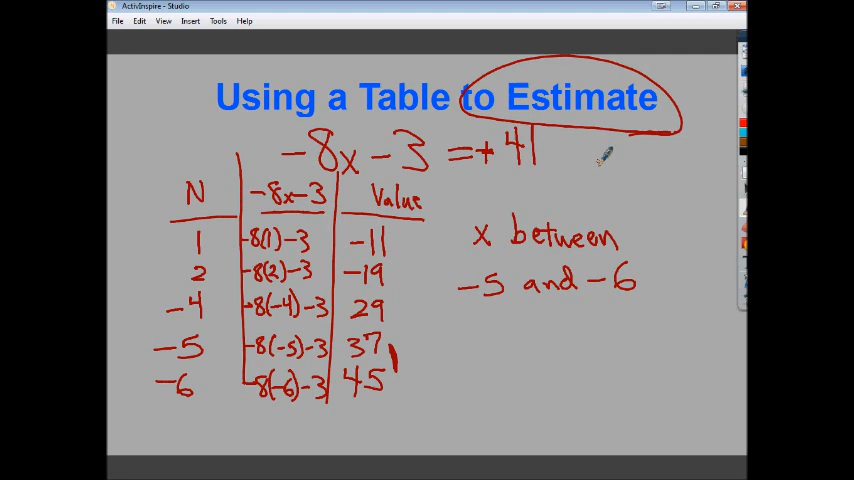 ActivInspire - Studio
File Edit View Insert Tools Help
Using a Table to Estimate
-8x - 3 = + 41
N -8x-3 Value
1 -8(1)-3 -11
2 -8(2)-3 -19
-4 -8(-4)-3 29
-5 -8(-5)-3 37
-6 -8(-6)-3 45
x between
-5 and -6